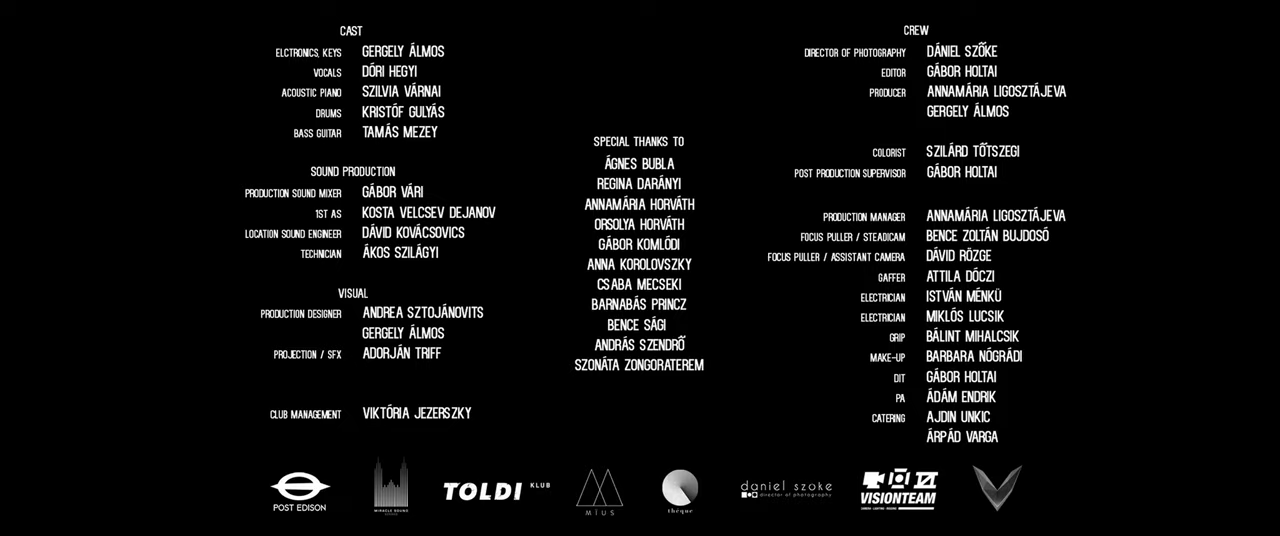 CAST
ELCTRONICS, KEYS GERGELY ÁLMOS
VOCALS DÓRI HEGYI
ACOUSTIC PIANO SZILVIA VÁRNAI
DRUMS KRISTÓF GULYÁS
BASS GUITAR TAMÁS MEZEY
SOUND PRODUCTION
PRODUCTION SOUND MIXER GÁBOR VÁRI
1ST AS KOSTA VELCSEV DEJANOV
LOCATION SOUND ENGINEER DÁVID KOVÁCSOVICS
TECHNICIAN ÁKOS SZILÁGYI
VISUAL
PRODUCTION DESIGNER ANDREA SZTOJÁNOVITS
GERGELY ÁLMOS
PROJECTION / SFX ADORJÁN TRIFF
CLUB MANAGEMENT VIKTÓRIA JEZERSZKY
SPECIAL THANKS TO
ÁGNES BUBLA
REGINA DARÁNYI
ANNAMÁRIA HORVÁTH
ORSOLYA HORVÁTH
GÁBOR KOMLÓDI
ANNA KOROLOVSZKY
CSABA MECSEKI
BARNABÁS PRINCZ
BENCE SÁGI
ANDRÁS SZENDRŐ
SZONÁTA ZONGORATEREM
CREW
DIRECTOR OF PHOTOGRAPHY DÁNIEL SZŐKE
EDITOR GÁBOR HOLTAI
PRODUCER ANNAMÁRIA LIGOSZTÁJEVA
GERGELY ÁLMOS
COLORIST SZILÁRD TŐTSZEGI
POST PRODUCTION SUPERVISOR GÁBOR HOLTAI
PRODUCTION MANAGER ANNAMÁRIA LIGOSZTÁJEVA
FOCUS PULLER / STEADICAM BENCE ZOLTÁN BUJDOSÓ
FOCUS PULLER / ASSISTANT CAMERA DÁVID RÖZGE
GAFFER ATTILA DÓCZI
ELECTRICIAN ISTVÁN MÉNKÜ
ELECTRICIAN MIKLÓS LUCSIK
GRIP BÁLINT MIHALCSIK
MAKE-UP BARBARA NÓGRÁDI
DIT GÁBOR HOLTAI
PA ÁDÁM ENDRIK
CATERING AJDIN UNKIC
ÁRPÁD VARGA
POST EDISON
MIRACLE SOUND
TOLDI KLUB
MIUS
thèque
daniel szoke
director of photography
VISIONTEAM